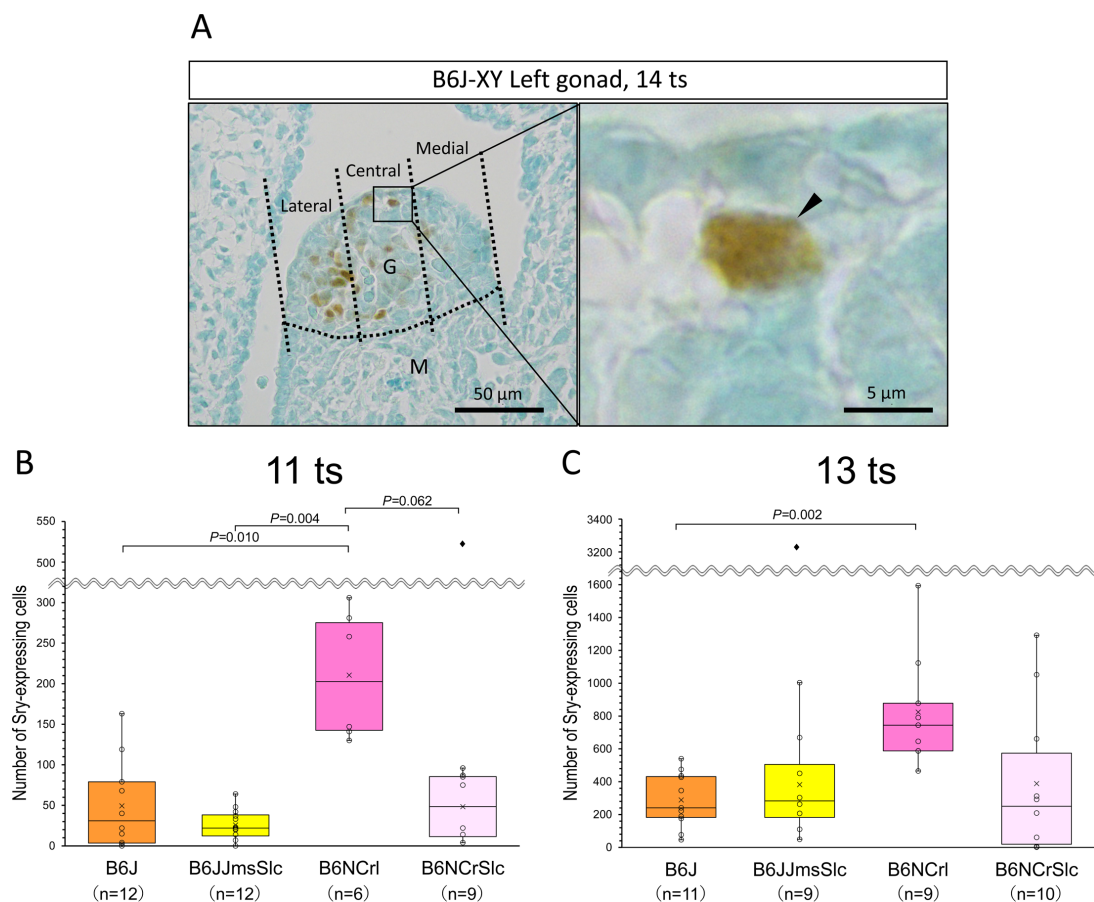 A
B6J-XY Left gonad, 14 ts
Medial
Central
Lateral
G
M
50 μm
5 μm
B
11 ts
P=0.062
P=0.004
P=0.010
Number of Sry-expressing cells
550
500
300
250
200
150
100
50
0
B6J
B6JJmsSlc
B6NCrl
B6NCrSlc
(n=12)
(n=12)
(n=6)
(n=9)
C
13 ts
P=0.002
Number of Sry-expressing cells
3400
3200
1600
1400
1200
1000
800
600
400
200
0
B6J
B6JJmsSlc
B6NCrl
B6NCrSlc
(n=11)
(n=9)
(n=9)
(n=10)